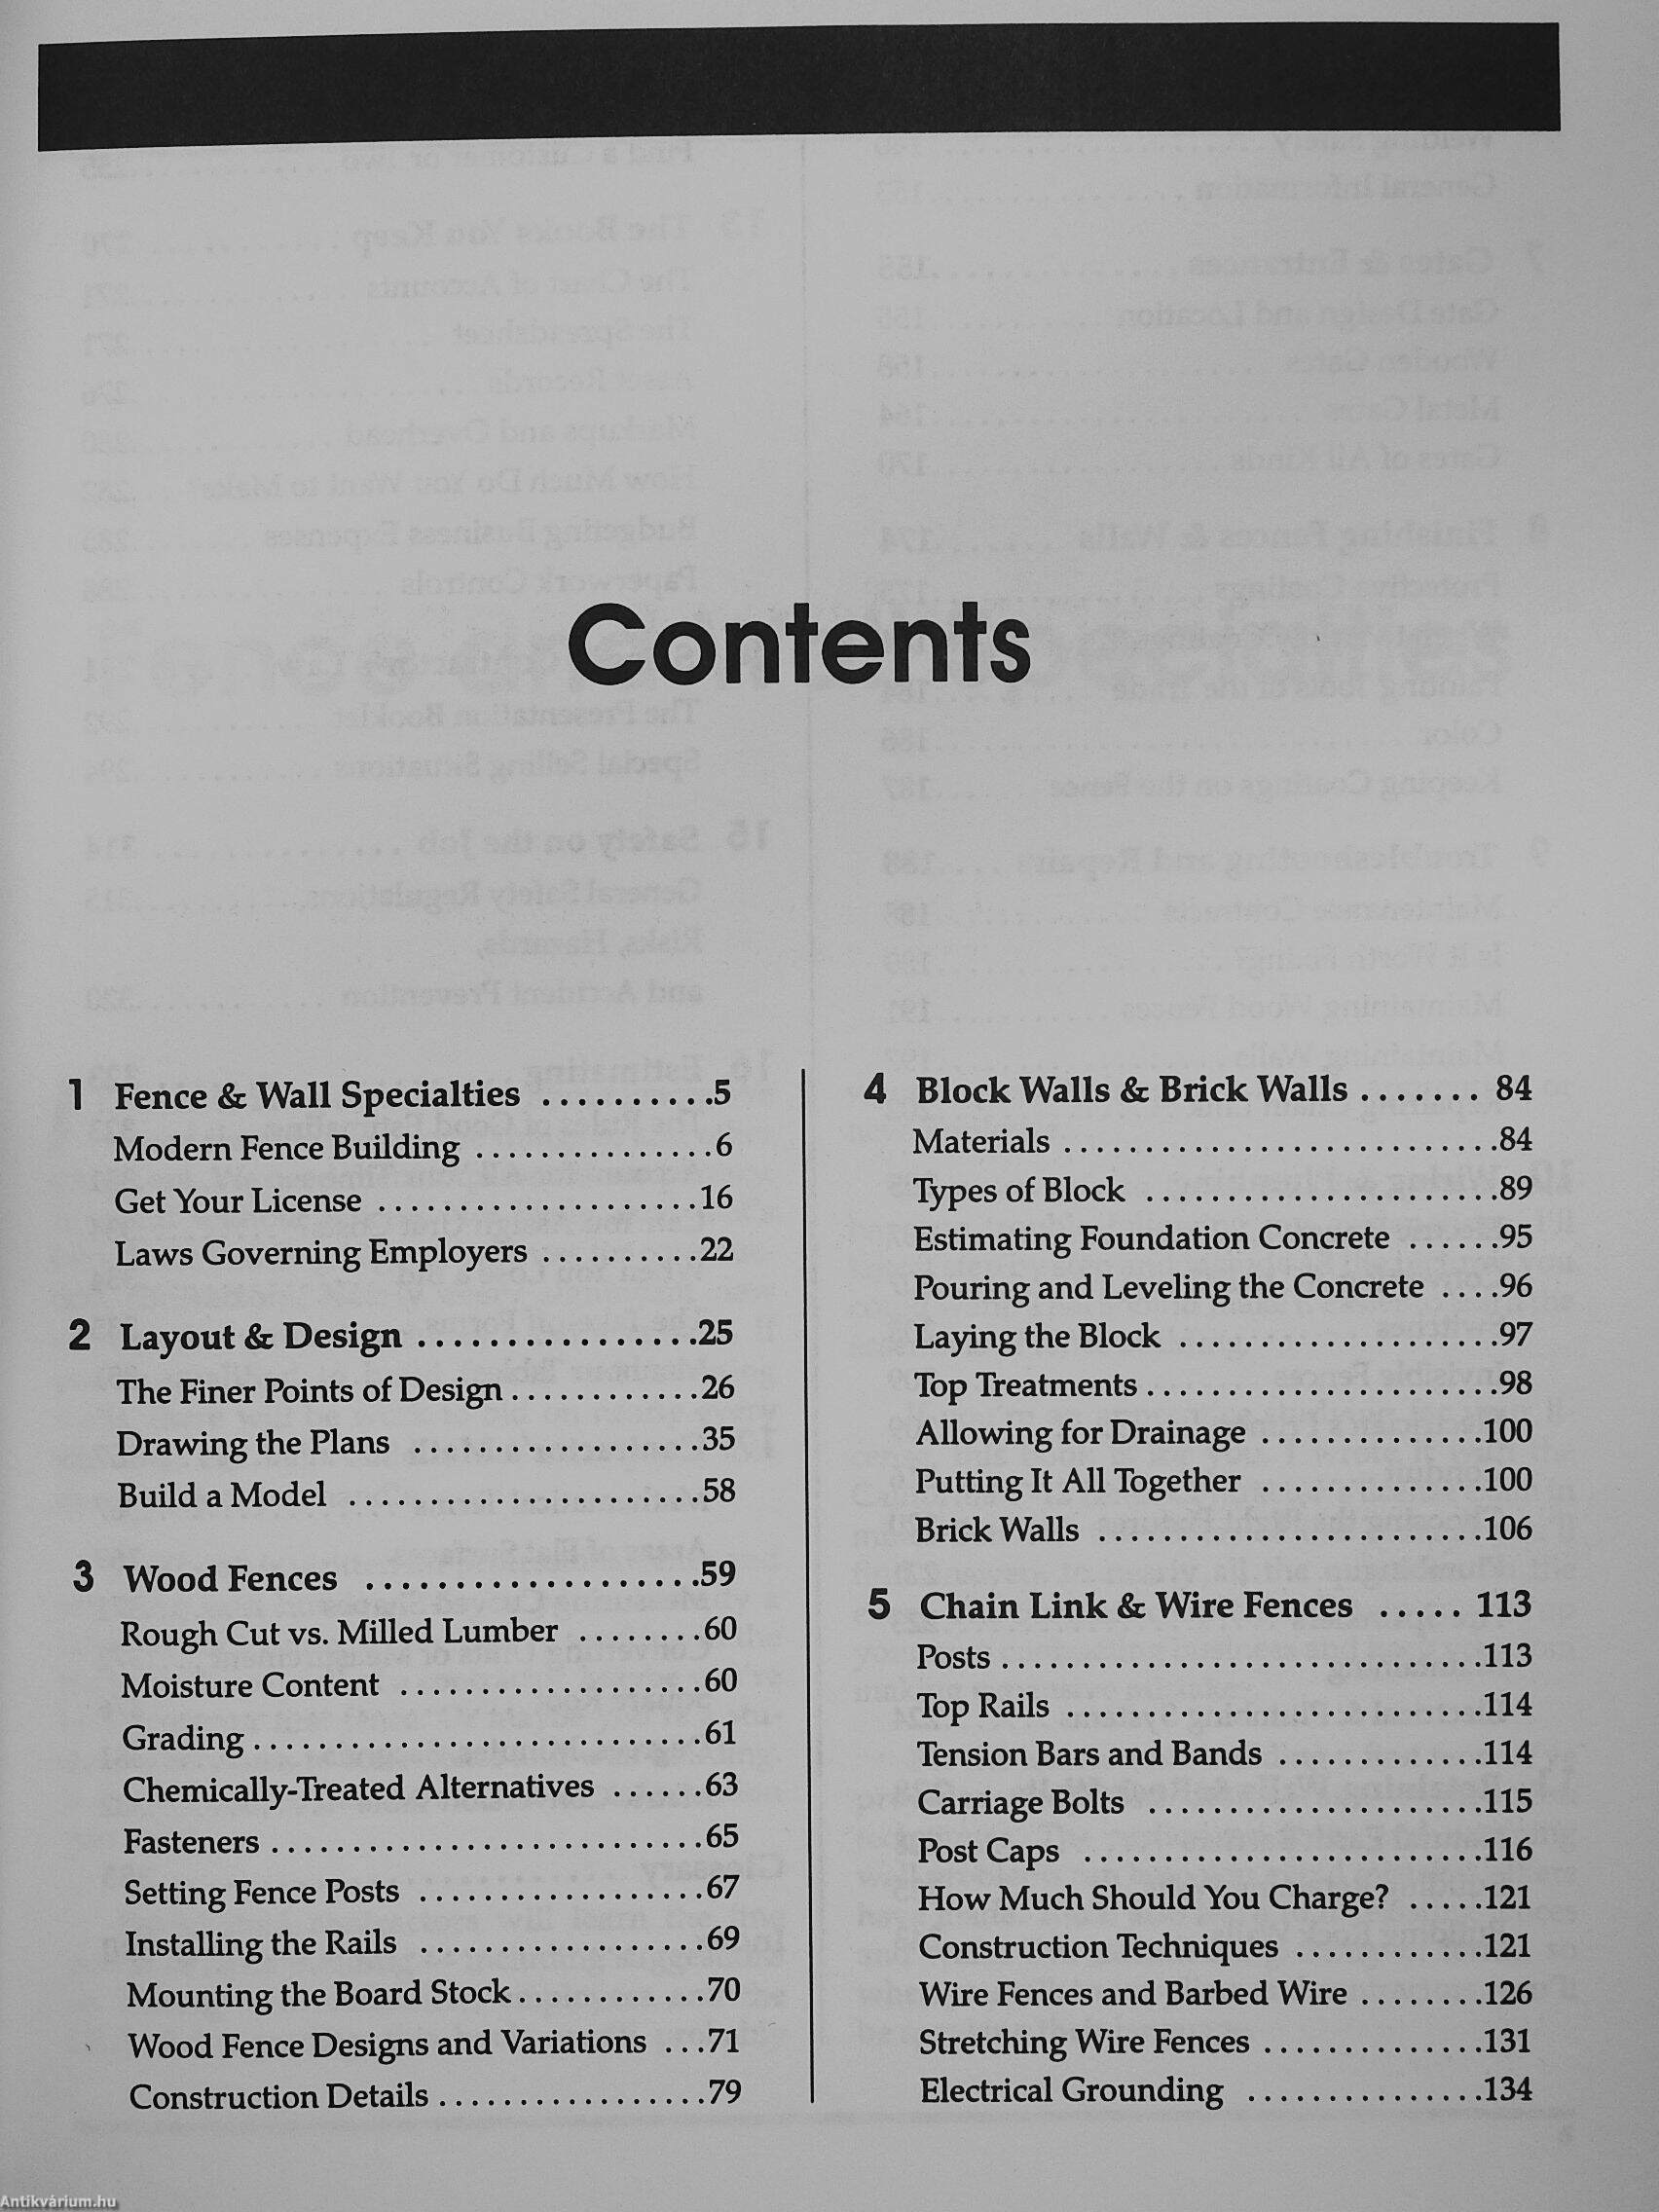 Contents
1 Fence & Wall Specialties ..........5
Modern Fence Building ...............6
Get Your License ....................16
Laws Governing Employers ..........22
2 Layout & Design .................25
The Finer Points of Design ............26
Drawing the Plans ..................35
Build a Model ......................58
3 Wood Fences ...................59
Rough Cut vs. Milled Lumber ........60
Moisture Content ...................60
Grading ............................61
Chemically-Treated Alternatives ......63
Fasteners ...........................65
Setting Fence Posts ..................67
Installing the Rails ..................69
Mounting the Board Stock ............70
Wood Fence Designs and Variations ...71
Construction Details .................79
4 Block Walls & Brick Walls ....... 84
Materials ............................84
Types of Block ......................89
Estimating Foundation Concrete ......95
Pouring and Leveling the Concrete ....96
Laying the Block ....................97
Top Treatments ......................98
Allowing for Drainage ..............100
Putting It All Together ..............100
Brick Walls ........................106
5 Chain Link & Wire Fences ..... 113
Posts ..............................113
Top Rails ..........................114
Tension Bars and Bands .............114
Carriage Bolts .....................115
Post Caps .........................116
How Much Should You Charge? .....121
Construction Techniques ............121
Wire Fences and Barbed Wire ........126
Stretching Wire Fences ..............131
Electrical Grounding ...............134
Antikvárium.hu